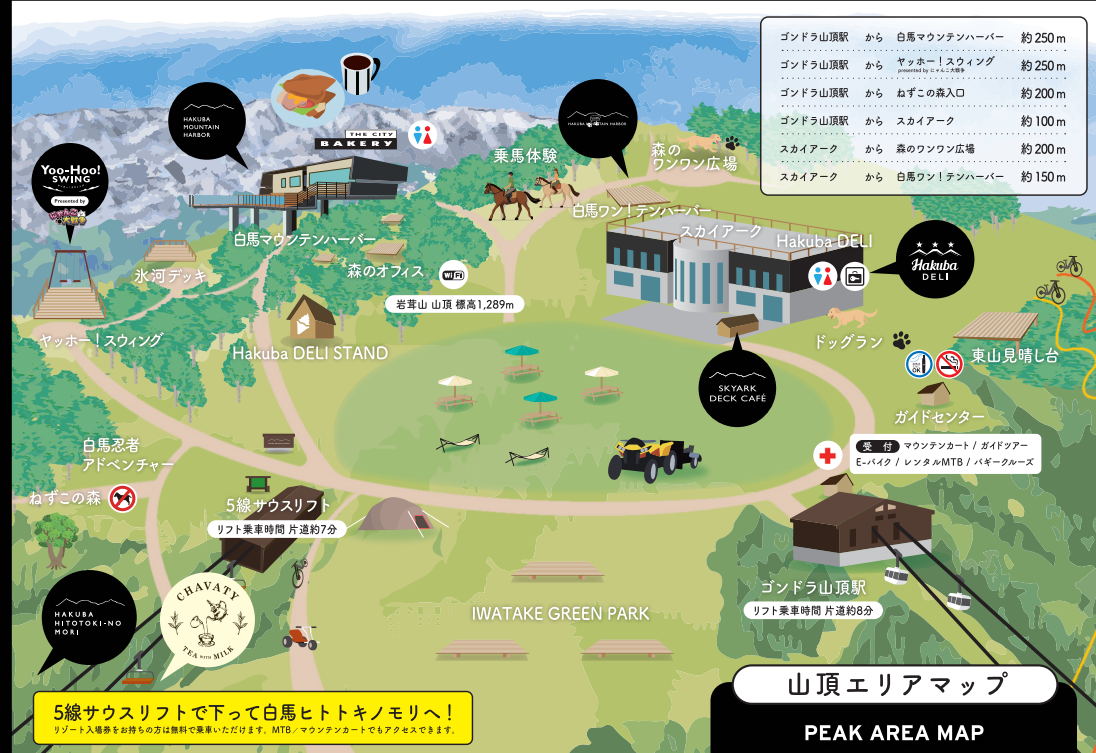 ゴンドラ山頂駅 から 白馬マウンテンハーバー 約250m
ゴンドラ山頂駅 から ヤッホー！スウィング 約250m
presented by にゃんこ大戦争
ゴンドラ山頂駅 から ねずこの森入口 約200m
ゴンドラ山頂駅 から スカイアーク 約100m
スカイアーク から 森のワンワン広場 約200m
スカイアーク から 白馬ワン！テンハーバー 約150m
HAKUBA
MOUNTAIN
HARBOR
THE CITY
BAKERY
Yoo-Hoo!
SWING
Presented by
にゃんこ
大戦争
乗馬体験
森の
ワンワン広場
白馬ワン！テンハーバー
スカイアーク
Hakuba DELI
Hakuba
DELI
白馬マウンテンハーバー
氷河デッキ
森のオフィス
WiFi
岩茸山 山頂 標高1,289m
ヤッホー！スウィング
Hakuba DELI STAND
ドッグラン
東山見晴し台
OK
SKYARK
DECK CAFÉ
ガイドセンター
受 付 マウンテンカート / ガイドツアー
E-バイク / レンタルMTB / バギークルーズ
白馬忍者
アドベンチャー
ねずこの森
5線サウスリフト
リフト乗車時間 片道約7分
HAKUBA
HITOTOKI-NO
MORI
CHAVATY
TEA WITH MILK
IWATAKE GREEN PARK
ゴンドラ山頂駅
リフト乗車時間 片道約8分
5線サウスリフトで下って白馬ヒトトキノモリへ！
リゾート入場券をお持ちの方は無料で乗車いただけます。MTB／マウンテンカートでもアクセスできます。
山頂エリアマップ
PEAK AREA MAP